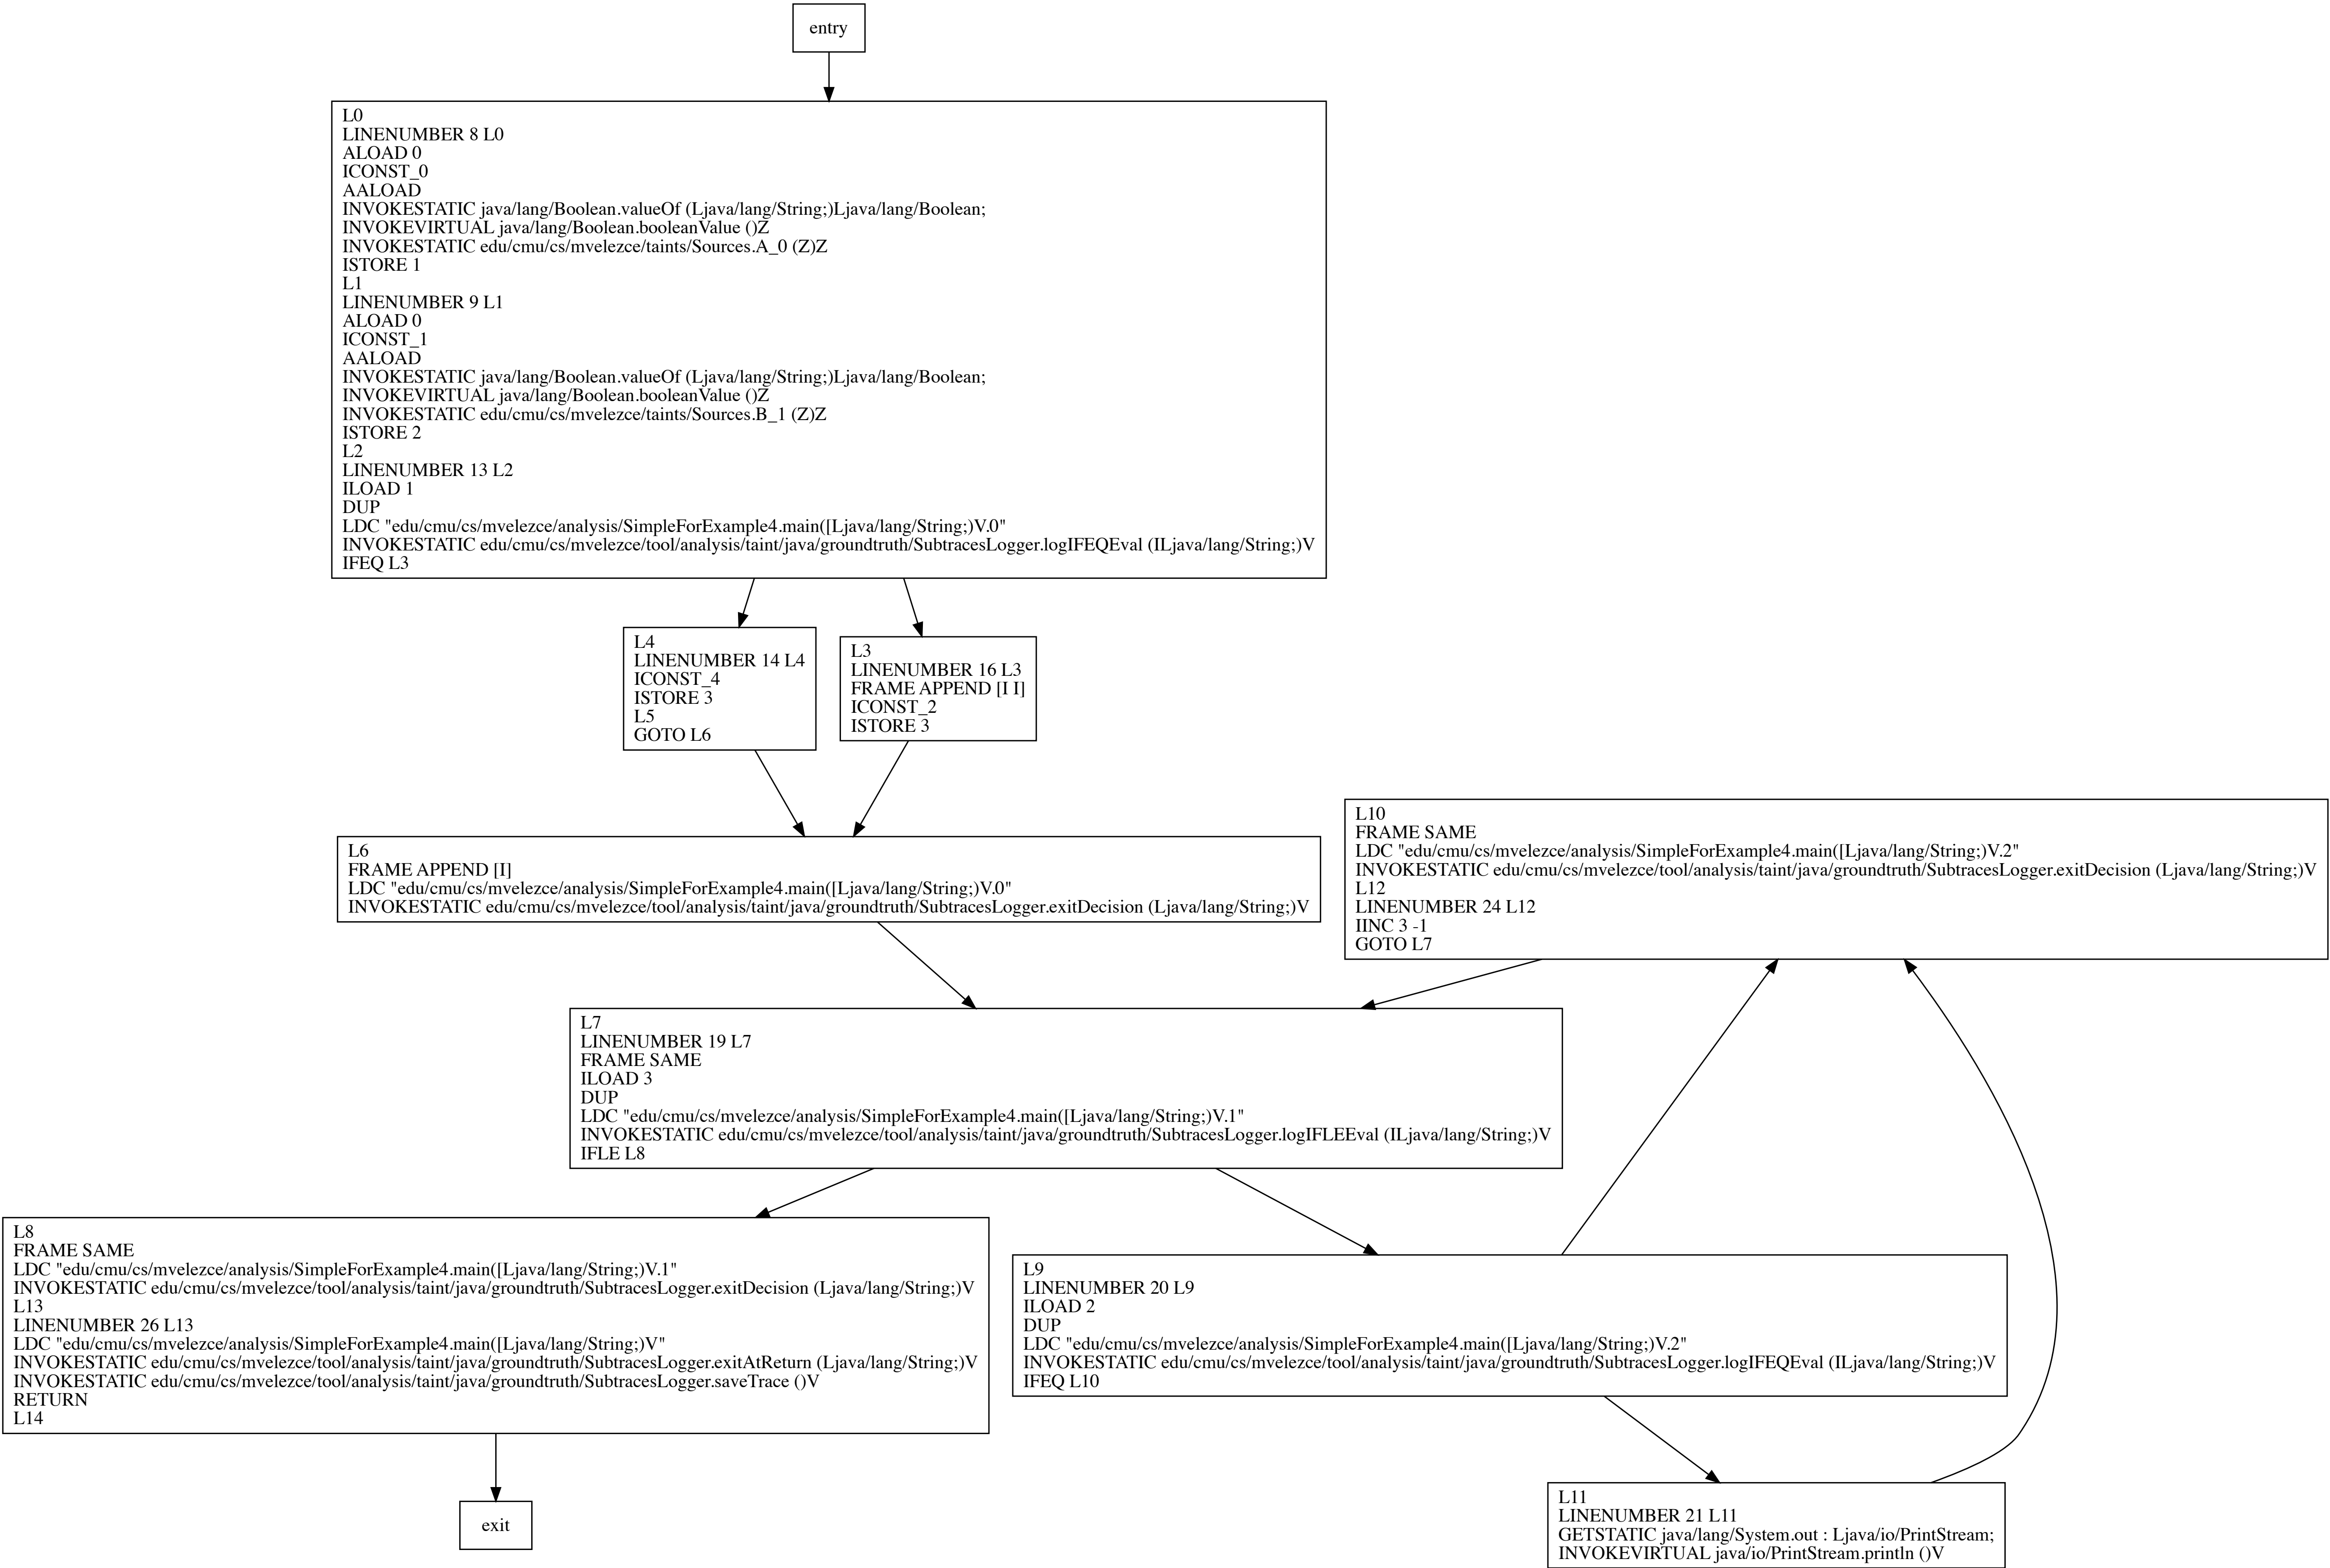 entry
L0
LINENUMBER 8 L0
ALOAD 0
ICONST_0
AALOAD
INVOKESTATIC java/lang/Boolean.valueOf (Ljava/lang/String;)Ljava/lang/Boolean;
INVOKEVIRTUAL java/lang/Boolean.booleanValue ()Z
INVOKESTATIC edu/cmu/cs/mvelezce/taints/Sources.A_0 (Z)Z
ISTORE 1
L1
LINENUMBER 9 L1
ALOAD 0
ICONST_1
AALOAD
INVOKESTATIC java/lang/Boolean.valueOf (Ljava/lang/String;)Ljava/lang/Boolean;
INVOKEVIRTUAL java/lang/Boolean.booleanValue ()Z
INVOKESTATIC edu/cmu/cs/mvelezce/taints/Sources.B_1 (Z)Z
ISTORE 2
L2
LINENUMBER 13 L2
ILOAD 1
DUP
LDC "edu/cmu/cs/mvelezce/analysis/SimpleForExample4.main([Ljava/lang/String;)V.0"
INVOKESTATIC edu/cmu/cs/mvelezce/tool/analysis/taint/java/groundtruth/SubtracesLogger.logIFEQEval (ILjava/lang/String;)V
IFEQ L3
L4
LINENUMBER 14 L4
ICONST_4
ISTORE 3
L5
GOTO L6
L3
LINENUMBER 16 L3
FRAME APPEND [I I]
ICONST_2
ISTORE 3
L6
FRAME APPEND [I]
LDC "edu/cmu/cs/mvelezce/analysis/SimpleForExample4.main([Ljava/lang/String;)V.0"
INVOKESTATIC edu/cmu/cs/mvelezce/tool/analysis/taint/java/groundtruth/SubtracesLogger.exitDecision (Ljava/lang/String;)V
L10
FRAME SAME
LDC "edu/cmu/cs/mvelezce/analysis/SimpleForExample4.main([Ljava/lang/String;)V.2"
INVOKESTATIC edu/cmu/cs/mvelezce/tool/analysis/taint/java/groundtruth/SubtracesLogger.exitDecision (Ljava/lang/String;)V
L12
LINENUMBER 24 L12
IINC 3 -1
GOTO L7
L7
LINENUMBER 19 L7
FRAME SAME
ILOAD 3
DUP
LDC "edu/cmu/cs/mvelezce/analysis/SimpleForExample4.main([Ljava/lang/String;)V.1"
INVOKESTATIC edu/cmu/cs/mvelezce/tool/analysis/taint/java/groundtruth/SubtracesLogger.logIFLEEval (ILjava/lang/String;)V
IFLE L8
L8
FRAME SAME
LDC "edu/cmu/cs/mvelezce/analysis/SimpleForExample4.main([Ljava/lang/String;)V.1"
INVOKESTATIC edu/cmu/cs/mvelezce/tool/analysis/taint/java/groundtruth/SubtracesLogger.exitDecision (Ljava/lang/String;)V
L13
LINENUMBER 26 L13
LDC "edu/cmu/cs/mvelezce/analysis/SimpleForExample4.main([Ljava/lang/String;)V"
INVOKESTATIC edu/cmu/cs/mvelezce/tool/analysis/taint/java/groundtruth/SubtracesLogger.exitAtReturn (Ljava/lang/String;)V
INVOKESTATIC edu/cmu/cs/mvelezce/tool/analysis/taint/java/groundtruth/SubtracesLogger.saveTrace ()V
RETURN
L14
L9
LINENUMBER 20 L9
ILOAD 2
DUP
LDC "edu/cmu/cs/mvelezce/analysis/SimpleForExample4.main([Ljava/lang/String;)V.2"
INVOKESTATIC edu/cmu/cs/mvelezce/tool/analysis/taint/java/groundtruth/SubtracesLogger.logIFEQEval (ILjava/lang/String;)V
IFEQ L10
exit
L11
LINENUMBER 21 L11
GETSTATIC java/lang/System.out : Ljava/io/PrintStream;
INVOKEVIRTUAL java/io/PrintStream.println ()V